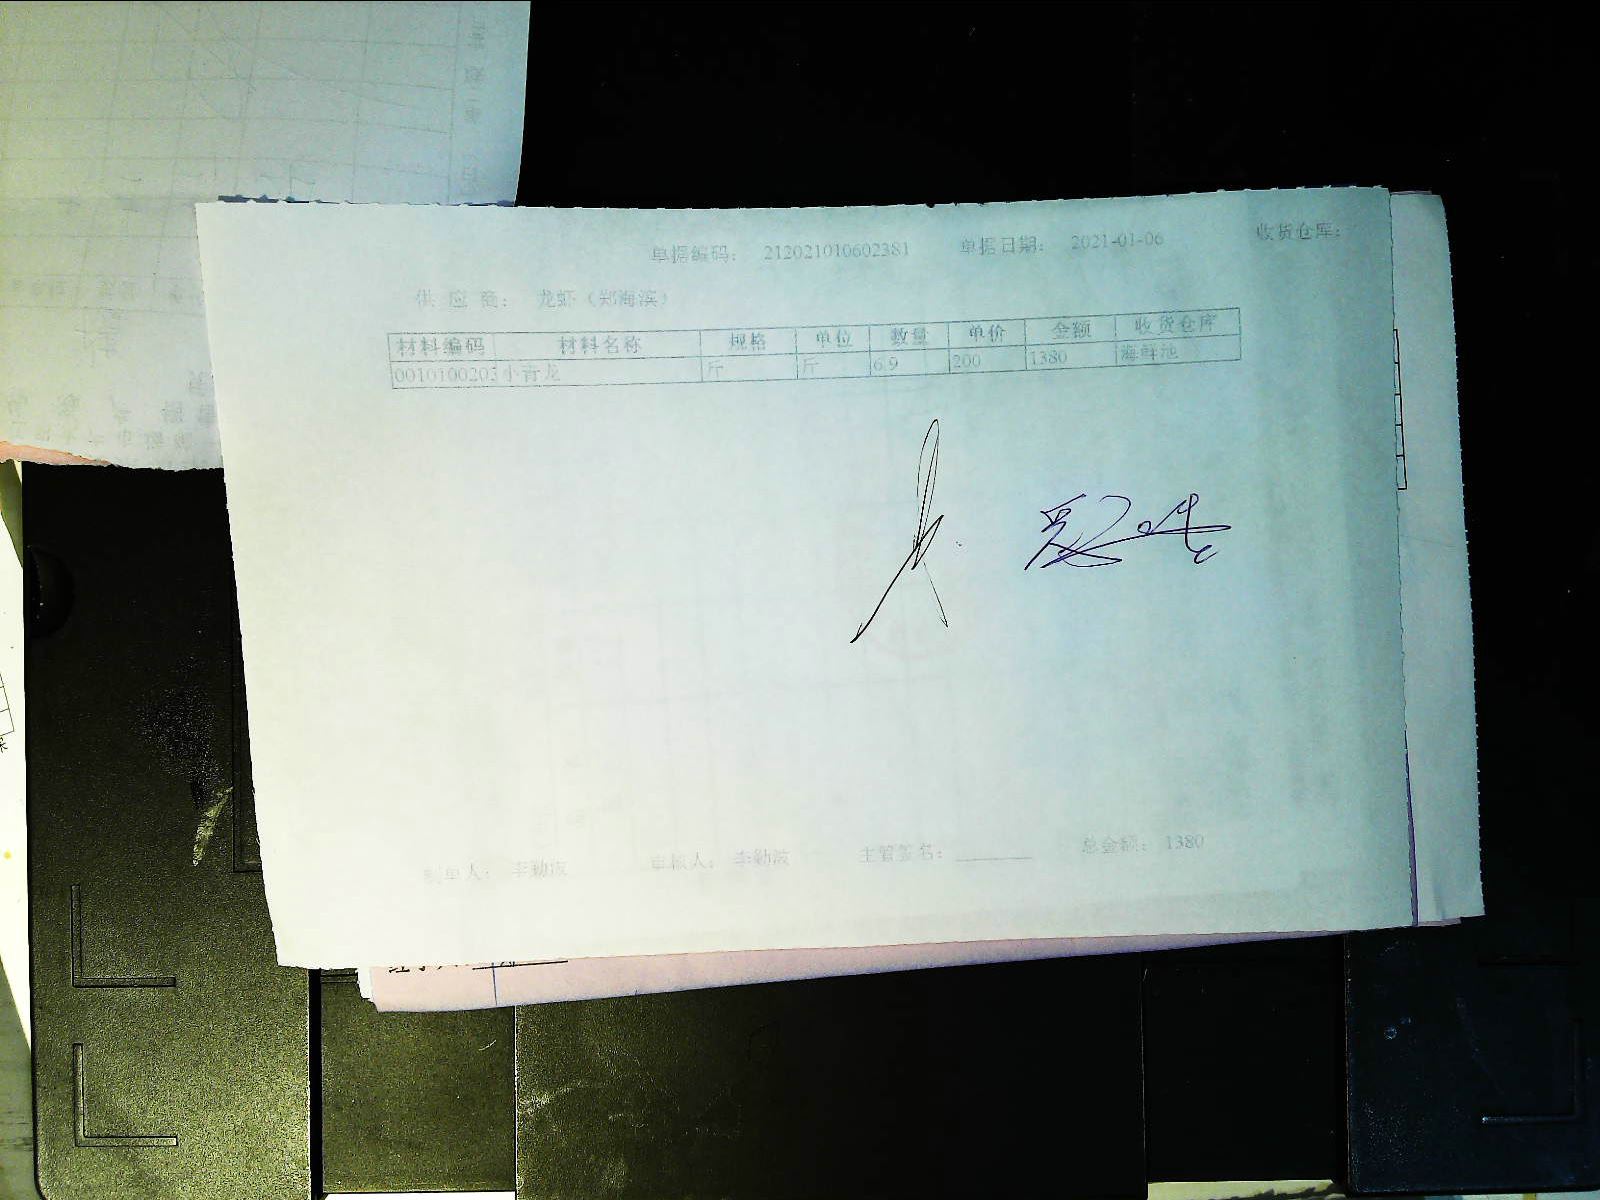 单据编码： 212021010602381 单据日期： 2021-01-06 收货仓库：
供 应 商： 龙虾（郑海滨）
材料编码 材料名称 规格 单位 数量 单价 金额 收货仓库
0010100203 小青龙 斤 斤 6.9 200 1380 海鲜池
制单人： 李勤波 审核人： 李勤波 主管签名： 总金额： 1380